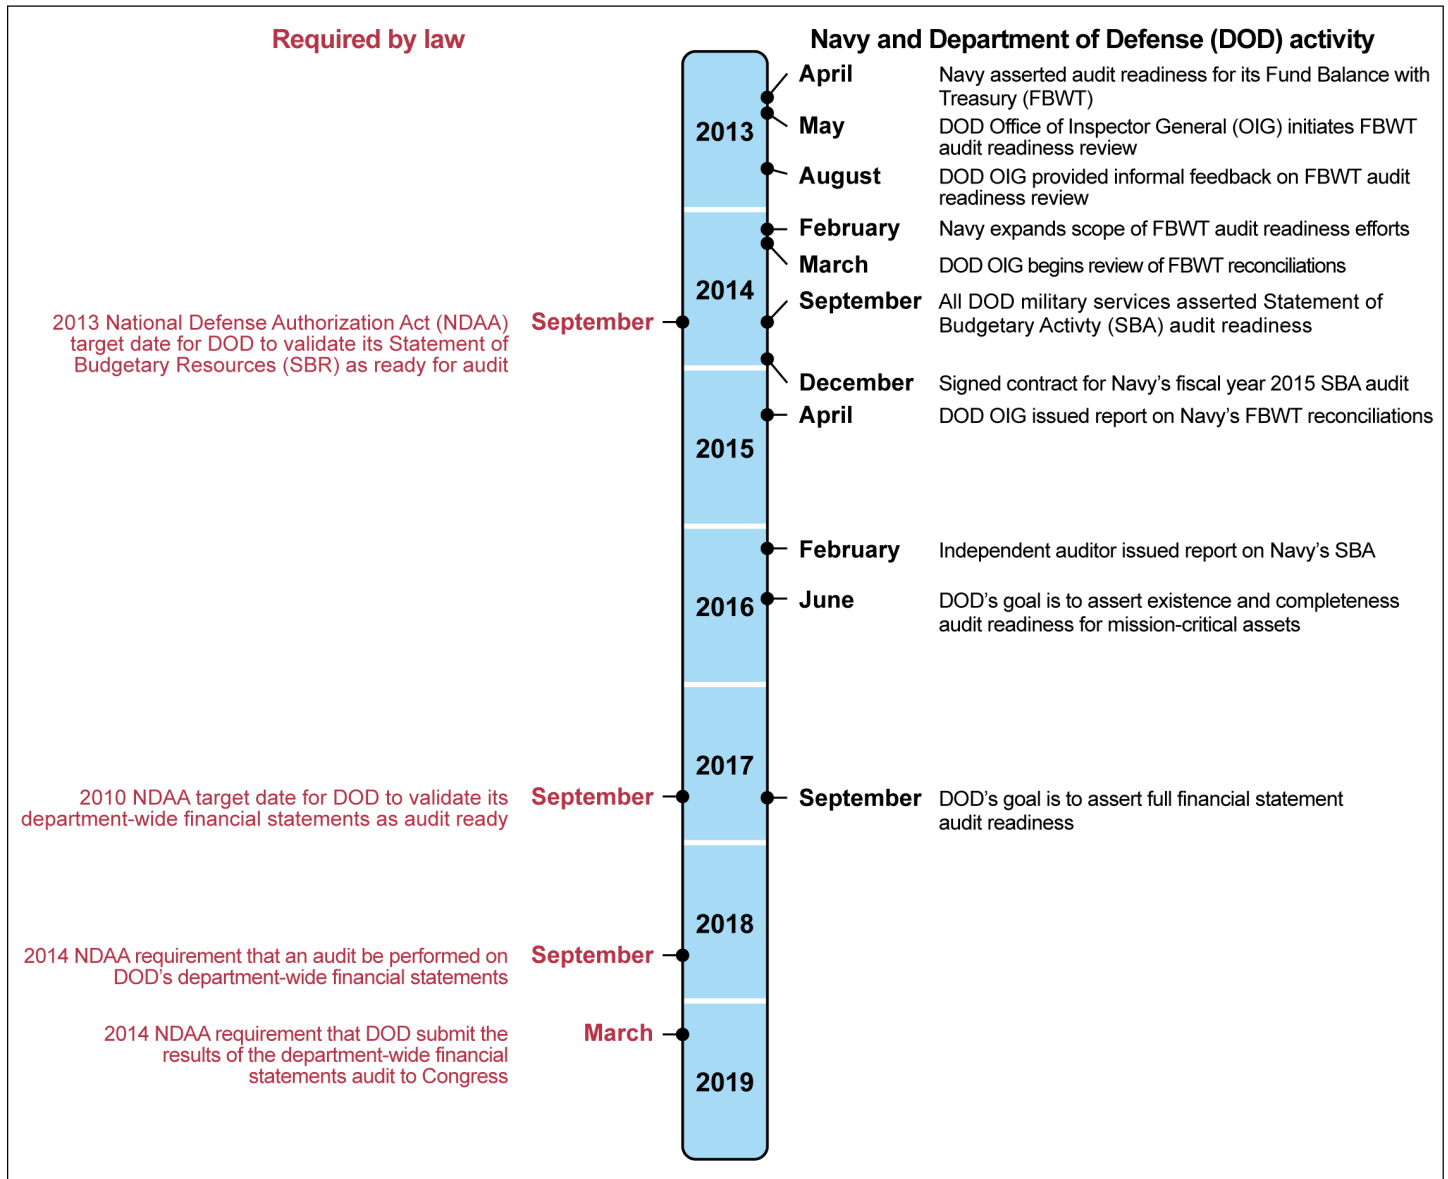 Required by law
Navy and Department of Defense (DOD) activity
2013
April
Navy asserted audit readiness for its Fund Balance with
Treasury (FBWT)
May
DOD Office of Inspector General (OIG) initiates FBWT
audit readiness review
August
DOD OIG provided informal feedback on FBWT audit
readiness review
2014
February
Navy expands scope of FBWT audit readiness efforts
March
DOD OIG begins review of FBWT reconciliations
September
All DOD military services asserted Statement of
Budgetary Activty (SBA) audit readiness
2013 National Defense Authorization Act (NDAA)
target date for DOD to validate its Statement of
Budgetary Resources (SBR) as ready for audit
September
December
Signed contract for Navy’s fiscal year 2015 SBA audit
2015
April
DOD OIG issued report on Navy’s FBWT reconciliations
2016
February
Independent auditor issued report on Navy’s SBA
June
DOD’s goal is to assert existence and completeness
audit readiness for mission-critical assets
2017
2010 NDAA target date for DOD to validate its
department-wide financial statements as audit ready
September
September
DOD’s goal is to assert full financial statement
audit readiness
2018
2014 NDAA requirement that an audit be performed on
DOD’s department-wide financial statements
September
2014 NDAA requirement that DOD submit the
results of the department-wide financial
statements audit to Congress
March
2019